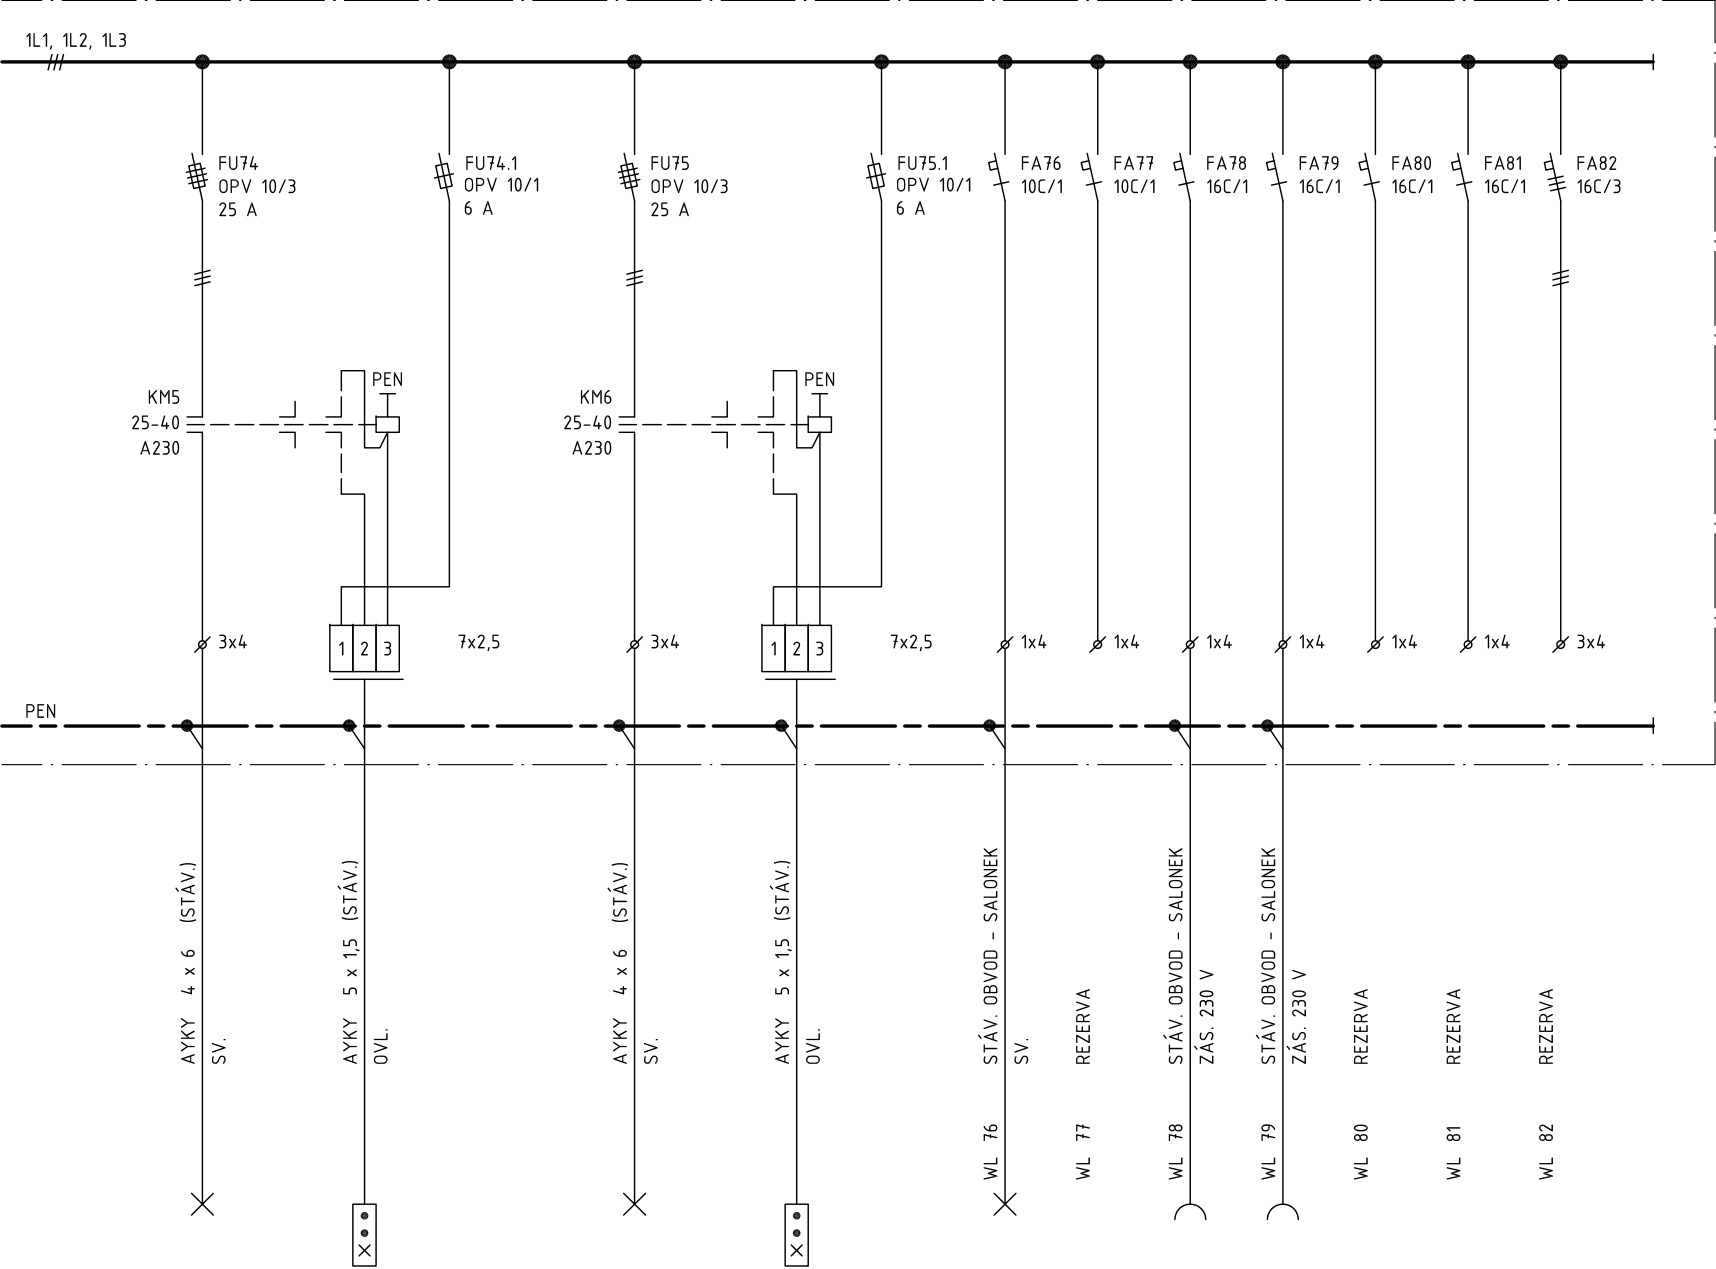 1L1, 1L2, 1L3
FU74
OPV 10/3
25 A
FU74.1
OPV 10/1
6 A
FU75
OPV 10/3
25 A
FU75.1
OPV 10/1
6 A
FA76
10C/1
FA77
10C/1
FA78
16C/1
FA79
16C/1
FA80
16C/1
FA81
16C/1
FA82
16C/3
KM5
25-40
A230
PEN
KM6
25-40
A230
PEN
3x4
1 2 3
7x2,5
3x4
1 2 3
7x2,5
1x4
1x4
1x4
1x4
1x4
1x4
3x4
PEN
AYKY 4 x 6 (STÁV.)
SV.
AYKY 5 x 1,5 (STÁV.)
OVL.
AYKY 4 x 6 (STÁV.)
SV.
AYKY 5 x 1,5 (STÁV.)
OVL.
WL 76 STÁV. OBVOD - SALONEK
SV.
WL 77 REZERVA
WL 78 STÁV. OBVOD - SALONEK
ZÁS. 230 V
WL 79 STÁV. OBVOD - SALONEK
ZÁS. 230 V
WL 80 REZERVA
WL 81 REZERVA
WL 82 REZERVA